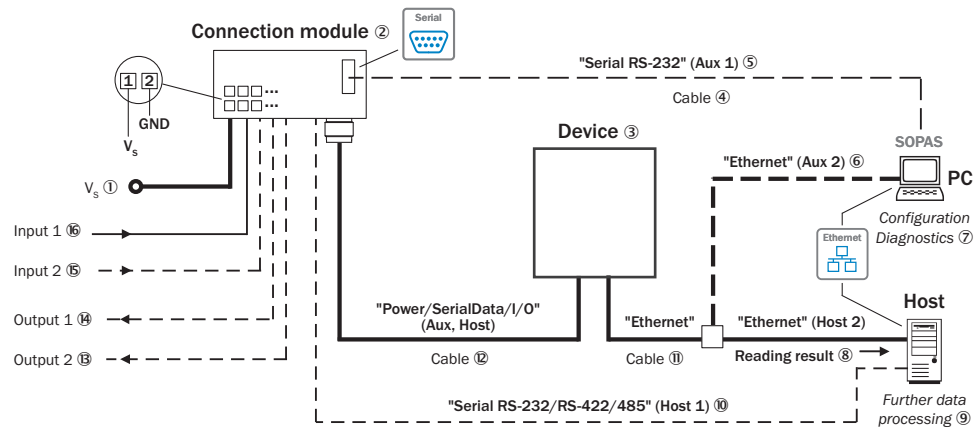 Connection module ②
Serial
"Serial RS-232" (Aux 1) ⑤
Cable ④
1 2
GND
Vs
Device ③
SOPAS
"Ethernet" (Aux 2) ⑥
PC
Vs ①
Configuration
Diagnostics ⑦
Input 1 ⑯
Ethernet
Input 2 ⑮
Host
"Power/SerialData/I/O"
(Aux, Host)
Output 1 ⑭
"Ethernet"
"Ethernet" (Host 2)
Output 2 ⑬
Cable ⑫
Cable ⑪
Reading result ⑧
"Serial RS-232/RS-422/485" (Host 1) ⑩
Further data
processing ⑨